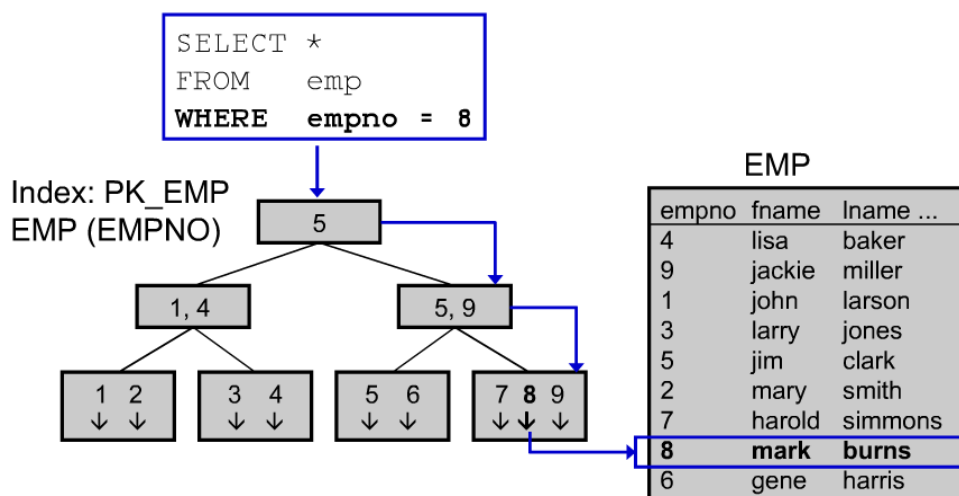 SELECT *
FROM emp
WHERE empno = 8
Index: PK_EMP
EMP (EMPNO)
5
1, 4
5, 9
1 2
3 4
5 6
7 8 9
EMP
empno fname lname ...
4 lisa baker
9 jackie miller
1 john larson
3 larry jones
5 jim clark
2 mary smith
7 harold simmons
8 mark burns
6 gene harris